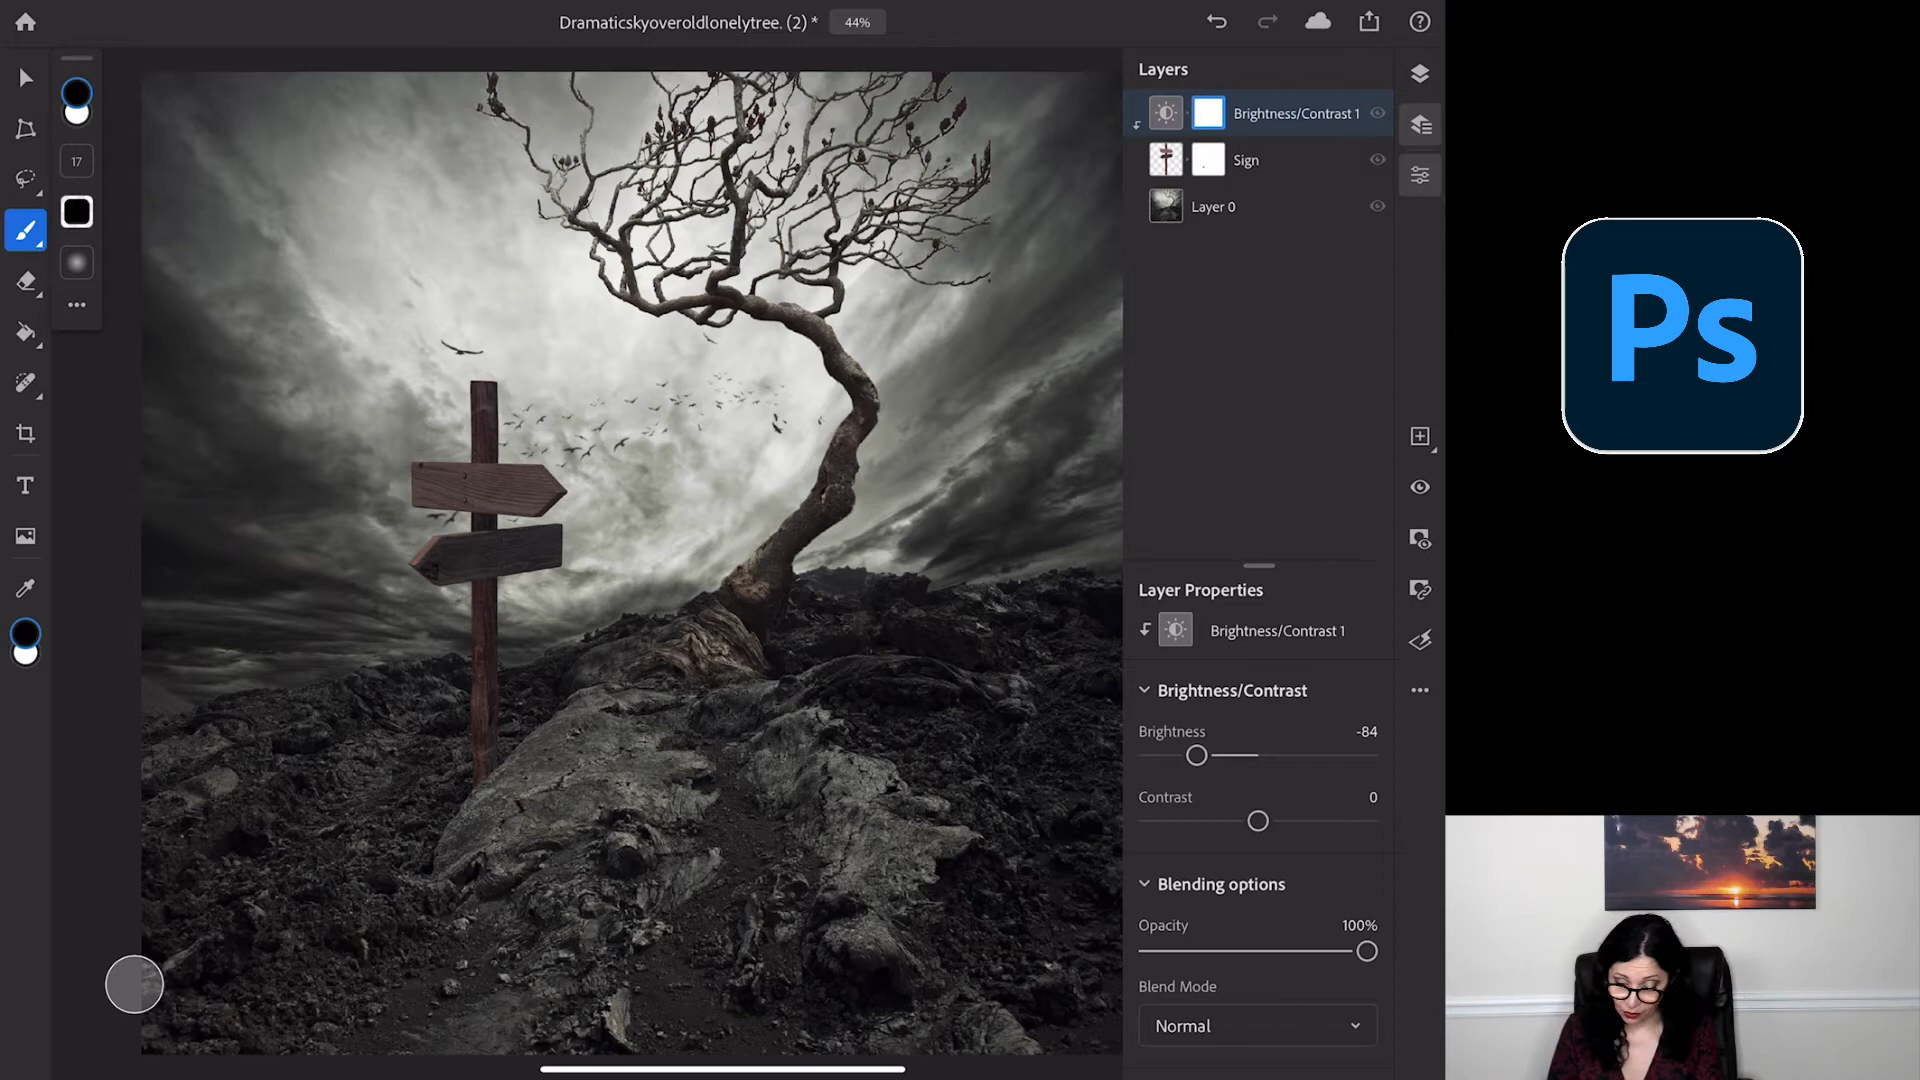 Dramaticskyoveroldlonelytree. (2) *
44%
17
T
Layers
Brightness/Contrast 1
Sign
Layer 0
Layer Properties
Brightness/Contrast 1
Brightness/Contrast
Brightness -84
Contrast 0
Blending options
Opacity 100%
Blend Mode
Normal
Ps